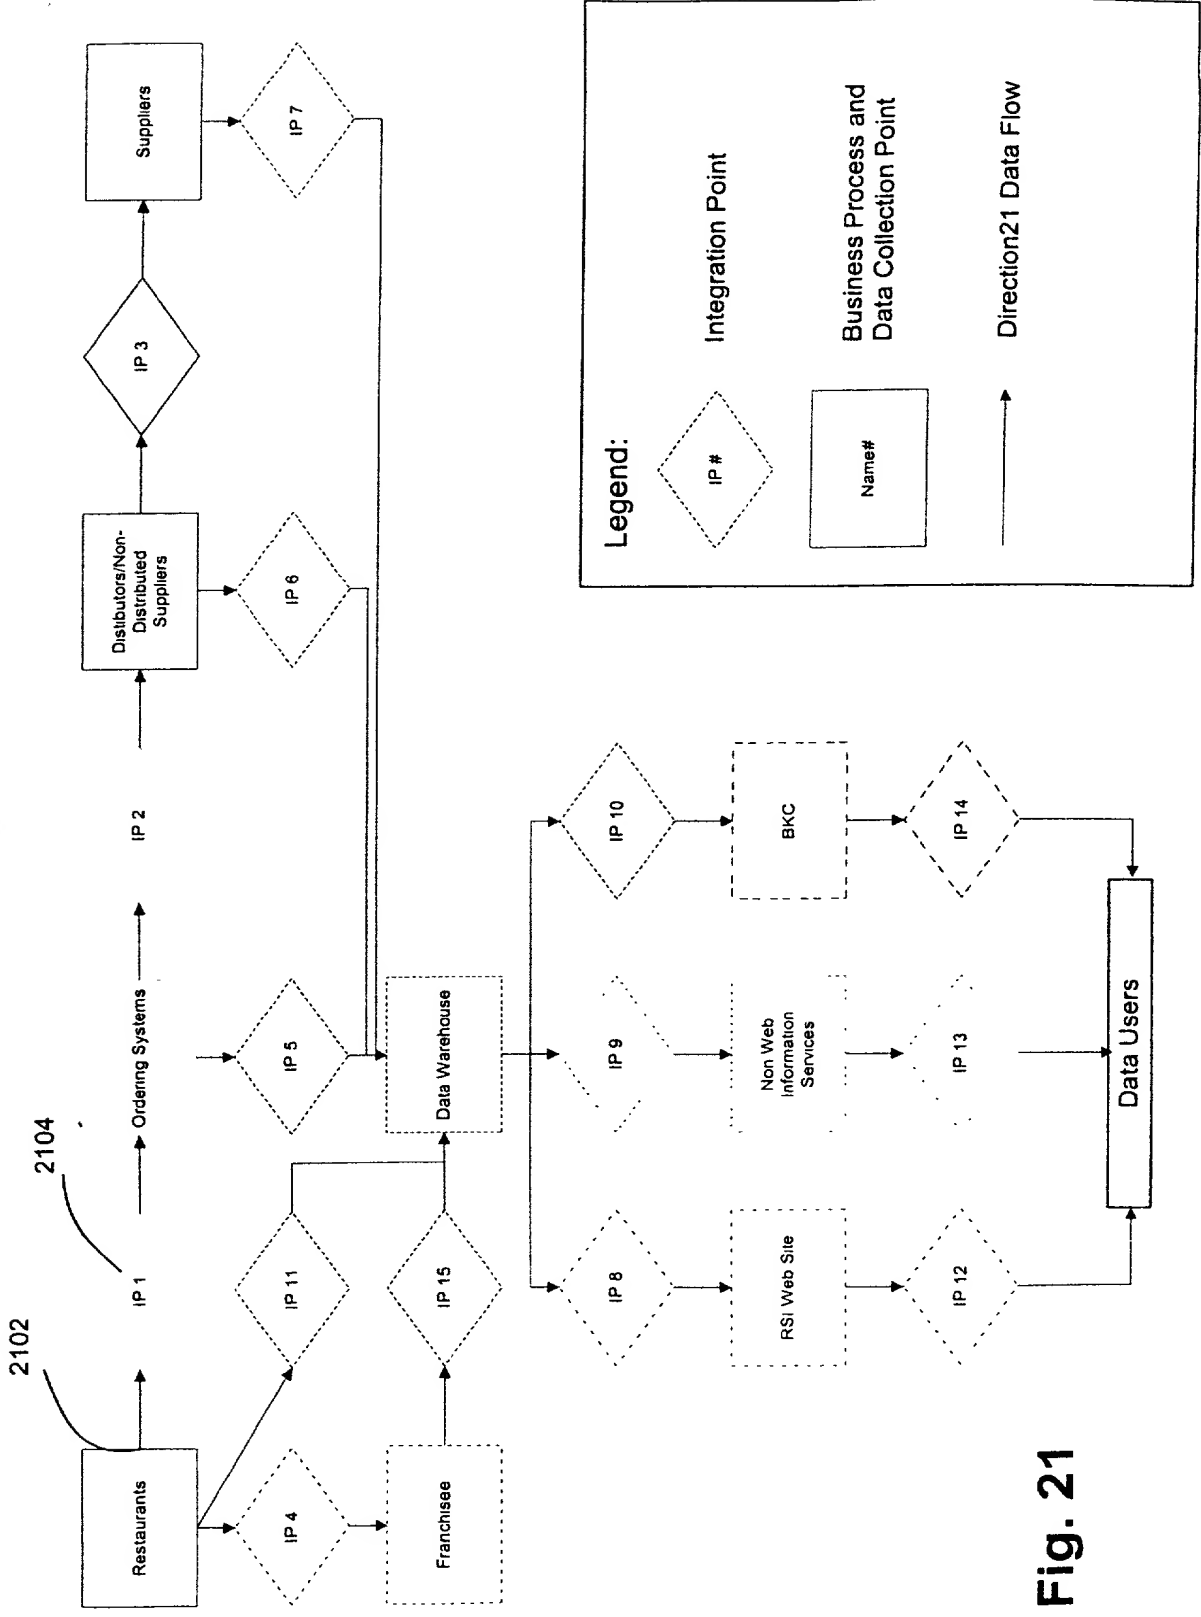 2102
2104
Restaurants
IP 1
Ordering Systems
IP 2
Distibutors/Non-
Distributed
Suppliers
IP 3
Suppliers
IP 4
IP 11
IP 5
IP 6
IP 7
Franchisee
IP 15
Data Warehouse
IP 8
IP 9
IP 10
RSI Web Site
Non Web
Information
Services
BKC
IP 12
IP 13
IP 14
Data Users
Legend:
IP #
Integration Point
Name#
Business Process and
Data Collection Point
Direction21 Data Flow
Fig. 21